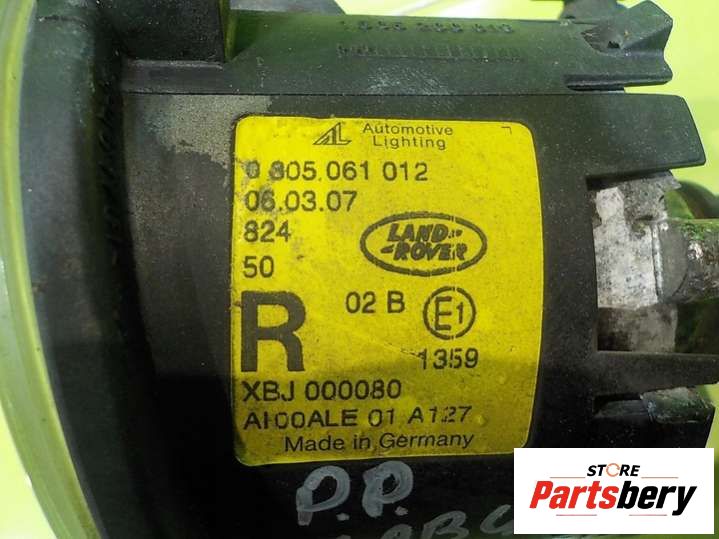 Automotive
Lighting
0 305.061 012
06.03.07
824
50
LAND-
-ROVER
R
02 B
E1
1359
XBJ 000080
AI00ALE 01 A127
Made in Germany
P.P.
STORE
Partsbery